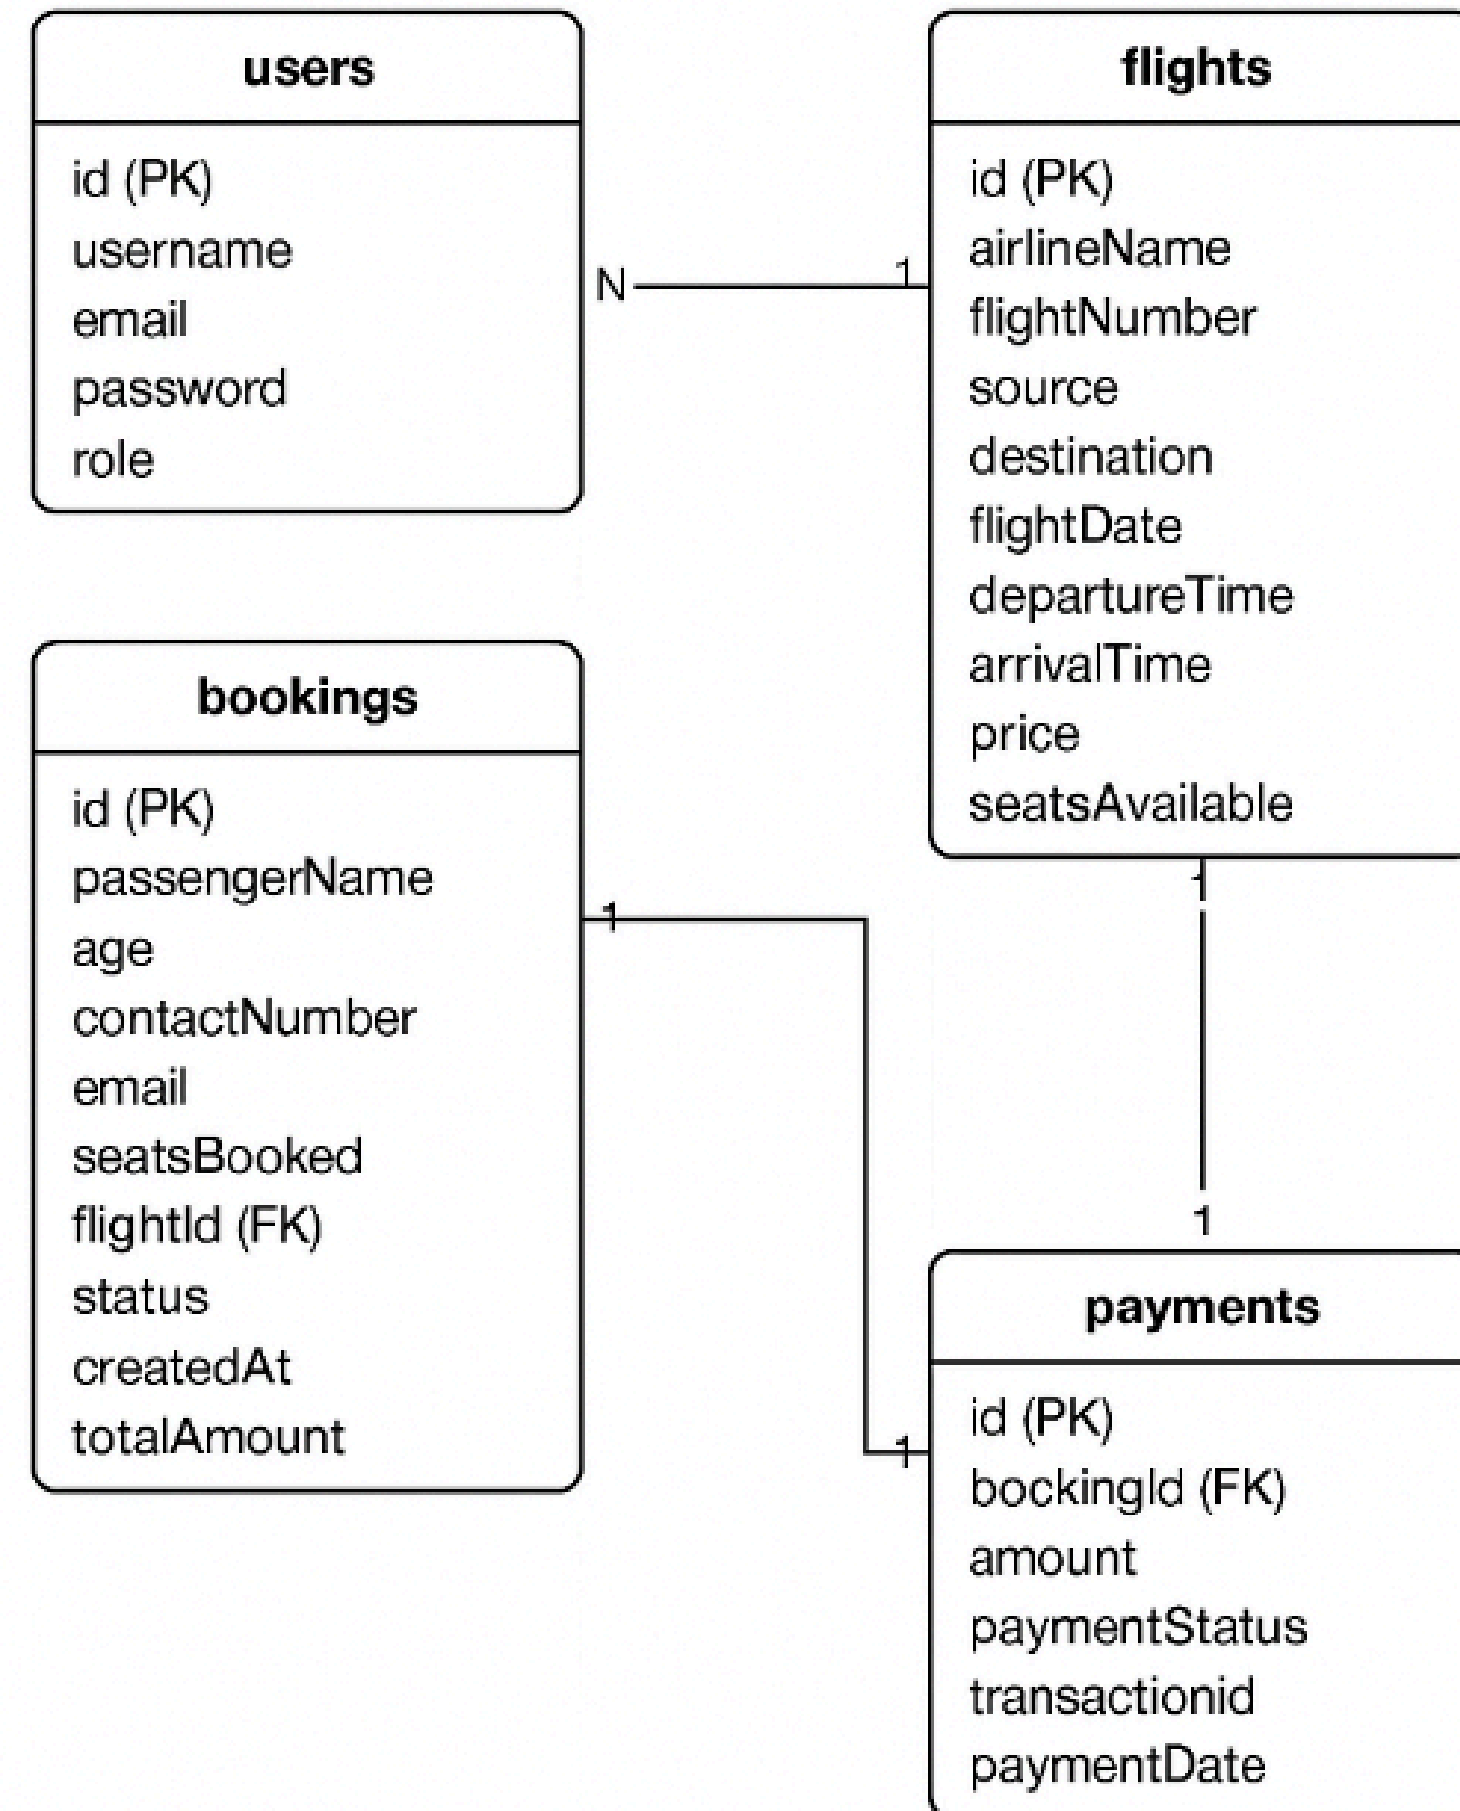 users
id (PK)
username
email
password
role
N
1
flights
id (PK)
airlineName
flightNumber
source
destination
flightDate
departureTime
arrivalTime
price
seatsAvailable
1
1
bookings
id (PK)
passengerName
age
contactNumber
email
seatsBooked
flightId (FK)
status
createdAt
totalAmount
1
1
payments
id (PK)
bockingId (FK)
amount
paymentStatus
transactionid
paymentDate